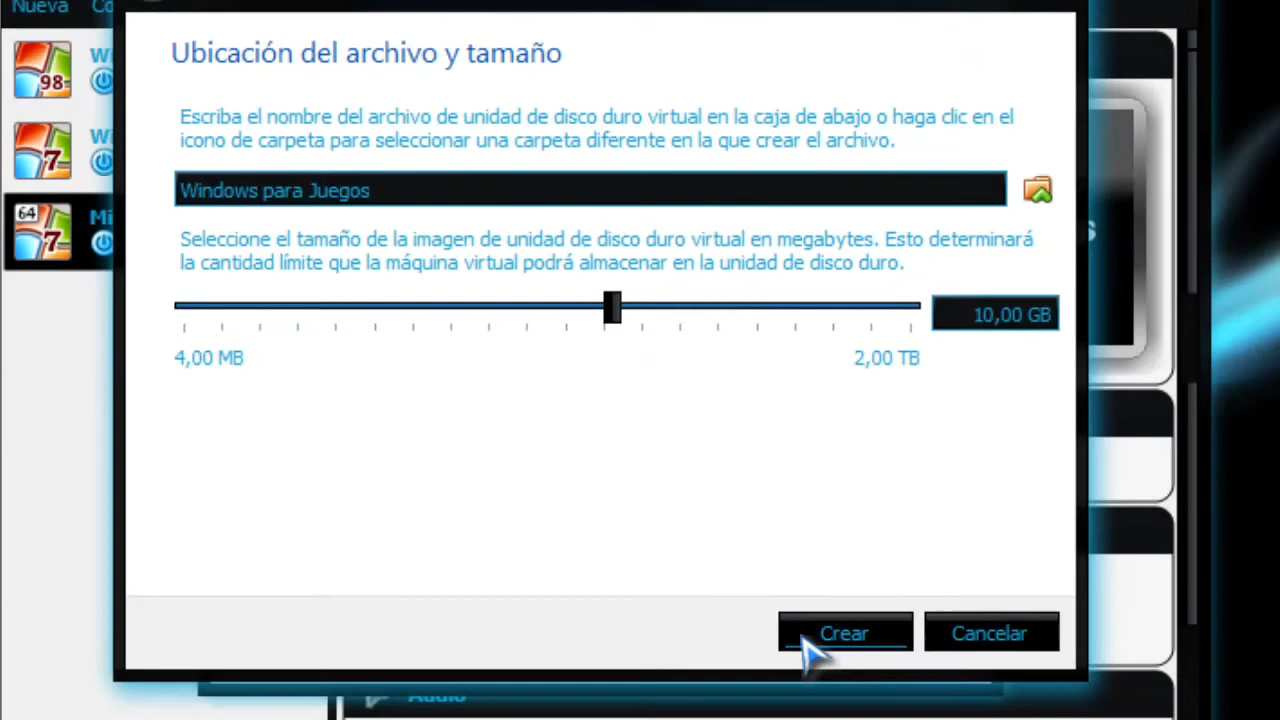 Nueva
98
7
64
7
Ubicación del archivo y tamaño
Escriba el nombre del archivo de unidad de disco duro virtual en la caja de abajo o haga clic en el
icono de carpeta para seleccionar una carpeta diferente en la que crear el archivo.
Windows para Juegos
Seleccione el tamaño de la imagen de unidad de disco duro virtual en megabytes. Esto determinará
la cantidad límite que la máquina virtual podrá almacenar en la unidad de disco duro.
10,00 GB
4,00 MB
2,00 TB
Crear
Cancelar
Audio